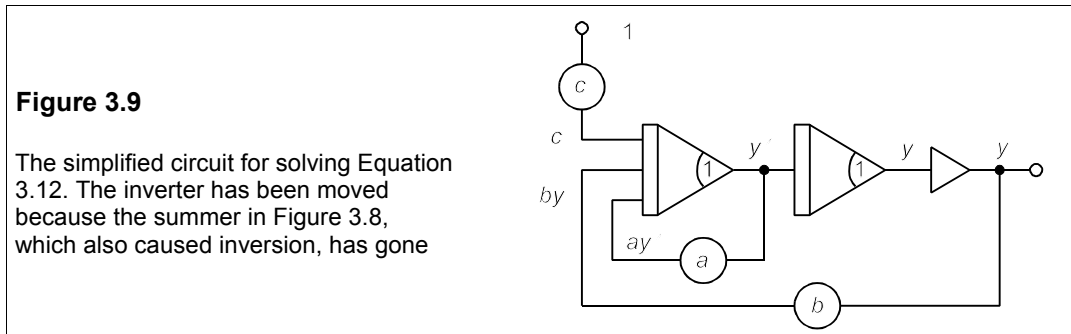 Figure 3.9
The simplified circuit for solving Equation
3.12. The inverter has been moved
because the summer in Figure 3.8,
which also caused inversion, has gone
1
c
c
by
ay
1
y
a
1
y
y
b